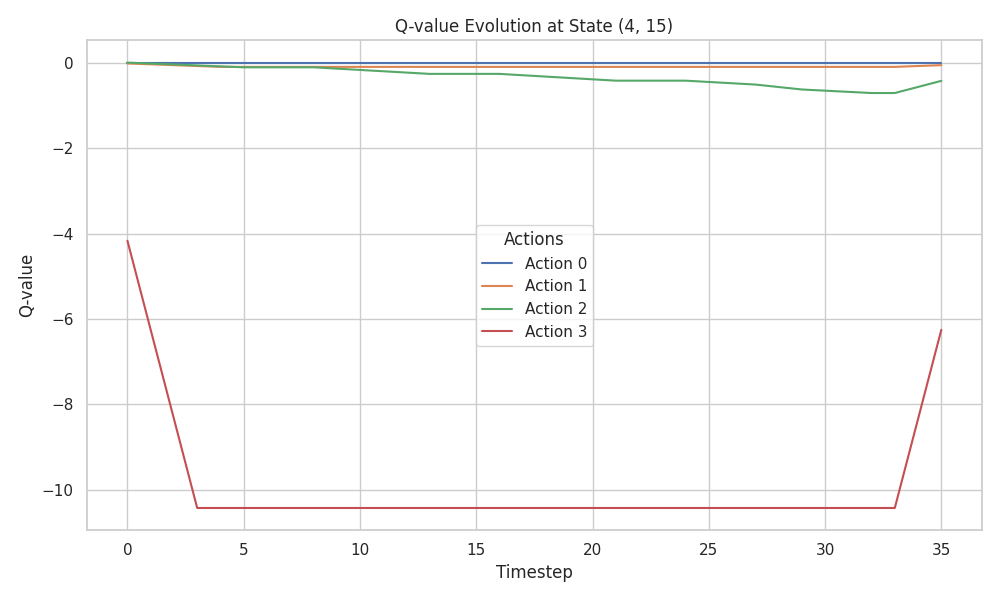 Q-value Evolution at State (4, 15)
0
−2
−4
−6
−8
−10
Q-value
Actions
Action 0
Action 1
Action 2
Action 3
0 5 10 15 20 25 30 35
Timestep